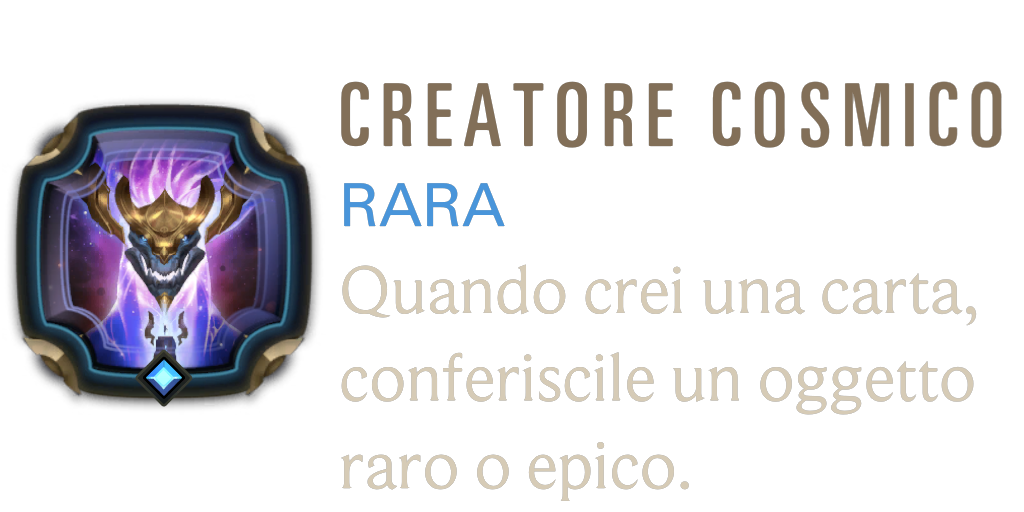 CREATORE COSMICO
RARA
Quando crei una carta,
conferiscile un oggetto
raro o epico.